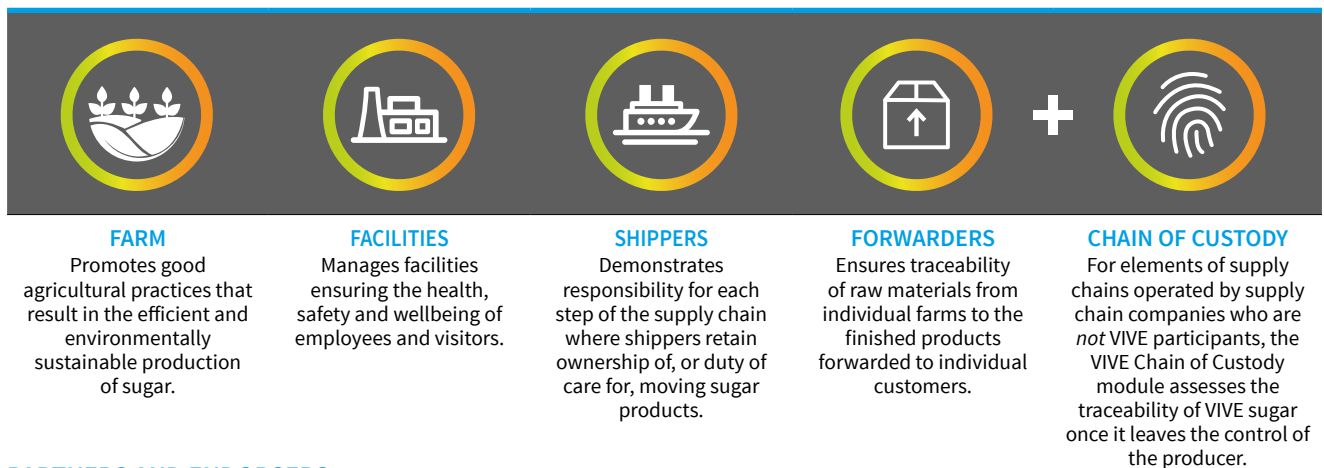 FARM
Promotes good
agricultural practices that
result in the efficient and
environmentally
sustainable production
of sugar.
FACILITIES
Manages facilities
ensuring the health,
safety and wellbeing of
employees and visitors.
SHIPPERS
Demonstrates
responsibility for each
step of the supply chain
where shippers retain
ownership of, or duty of
care for, moving sugar
products.
FORWARDERS
Ensures traceability
of raw materials from
individual farms to the
finished products
forwarded to individual
customers.
CHAIN OF CUSTODY
For elements of supply
chains operated by supply
chain companies who are
not VIVE participants, the
VIVE Chain of Custody
module assesses the
traceability of VIVE sugar
once it leaves the control of
the producer.